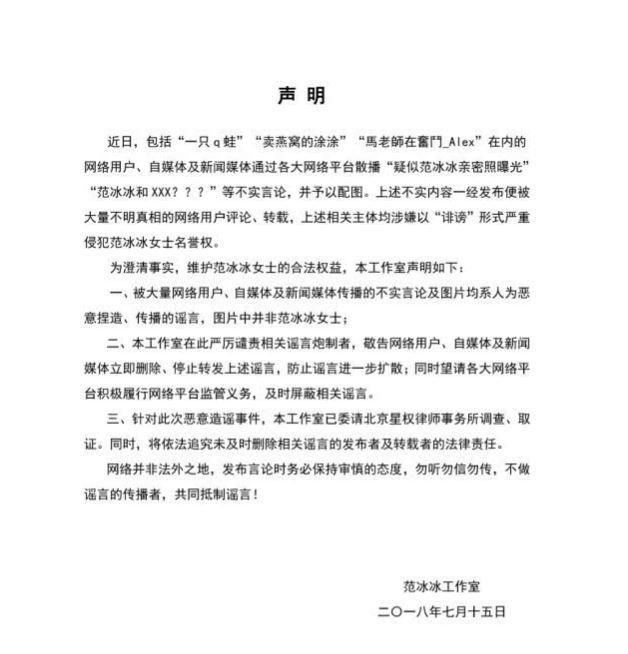 声 明
近日，包括“一只q蛙”“卖燕窝的涂涂”“馬老師在奮鬥_Alex”在内的
网络用户、自媒体及新闻媒体通过各大网络平台散播“疑似范冰冰亲密照曝光”
“范冰冰和XXX？？？”等不实言论，并予以配图。上述不实内容一经发布便被
大量不明真相的网络用户评论、转载，上述相关主体均涉嫌以“诽谤”形式严重
侵犯范冰冰女士名誉权。
为澄清事实，维护范冰冰女士的合法权益，本工作室声明如下：
一、被大量网络用户、自媒体及新闻媒体传播的不实言论及图片均系人为恶
意捏造、传播的谣言，图片中并非范冰冰女士；
二、本工作室在此严厉谴责相关谣言炮制者，敬告网络用户、自媒体及新闻
媒体立即删除、停止转发上述谣言，防止谣言进一步扩散；同时望请各大网络平
台积极履行网络平台监管义务，及时屏蔽相关谣言。
三、针对此次恶意造谣事件，本工作室已委请北京星权律师事务所调查、取
证。同时，将依法追究未及时删除相关谣言的发布者及转载者的法律责任。
网络并非法外之地，发布言论时务必保持审慎的态度，勿听勿信勿传，不做
谣言的传播者，共同抵制谣言！
范冰冰工作室
二〇一八年七月十五日